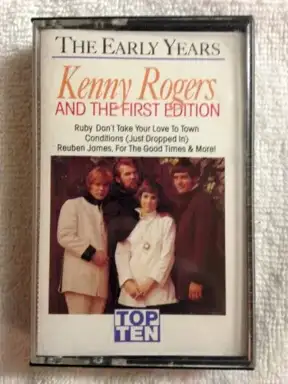 THE EARLY YEARS
Kenny Rogers
AND THE FIRST EDITION
Ruby Don't Take Your Love To Town
Conditions (Just Dropped In)
Reuben James, For The Good Times & More!
TOP
TEN